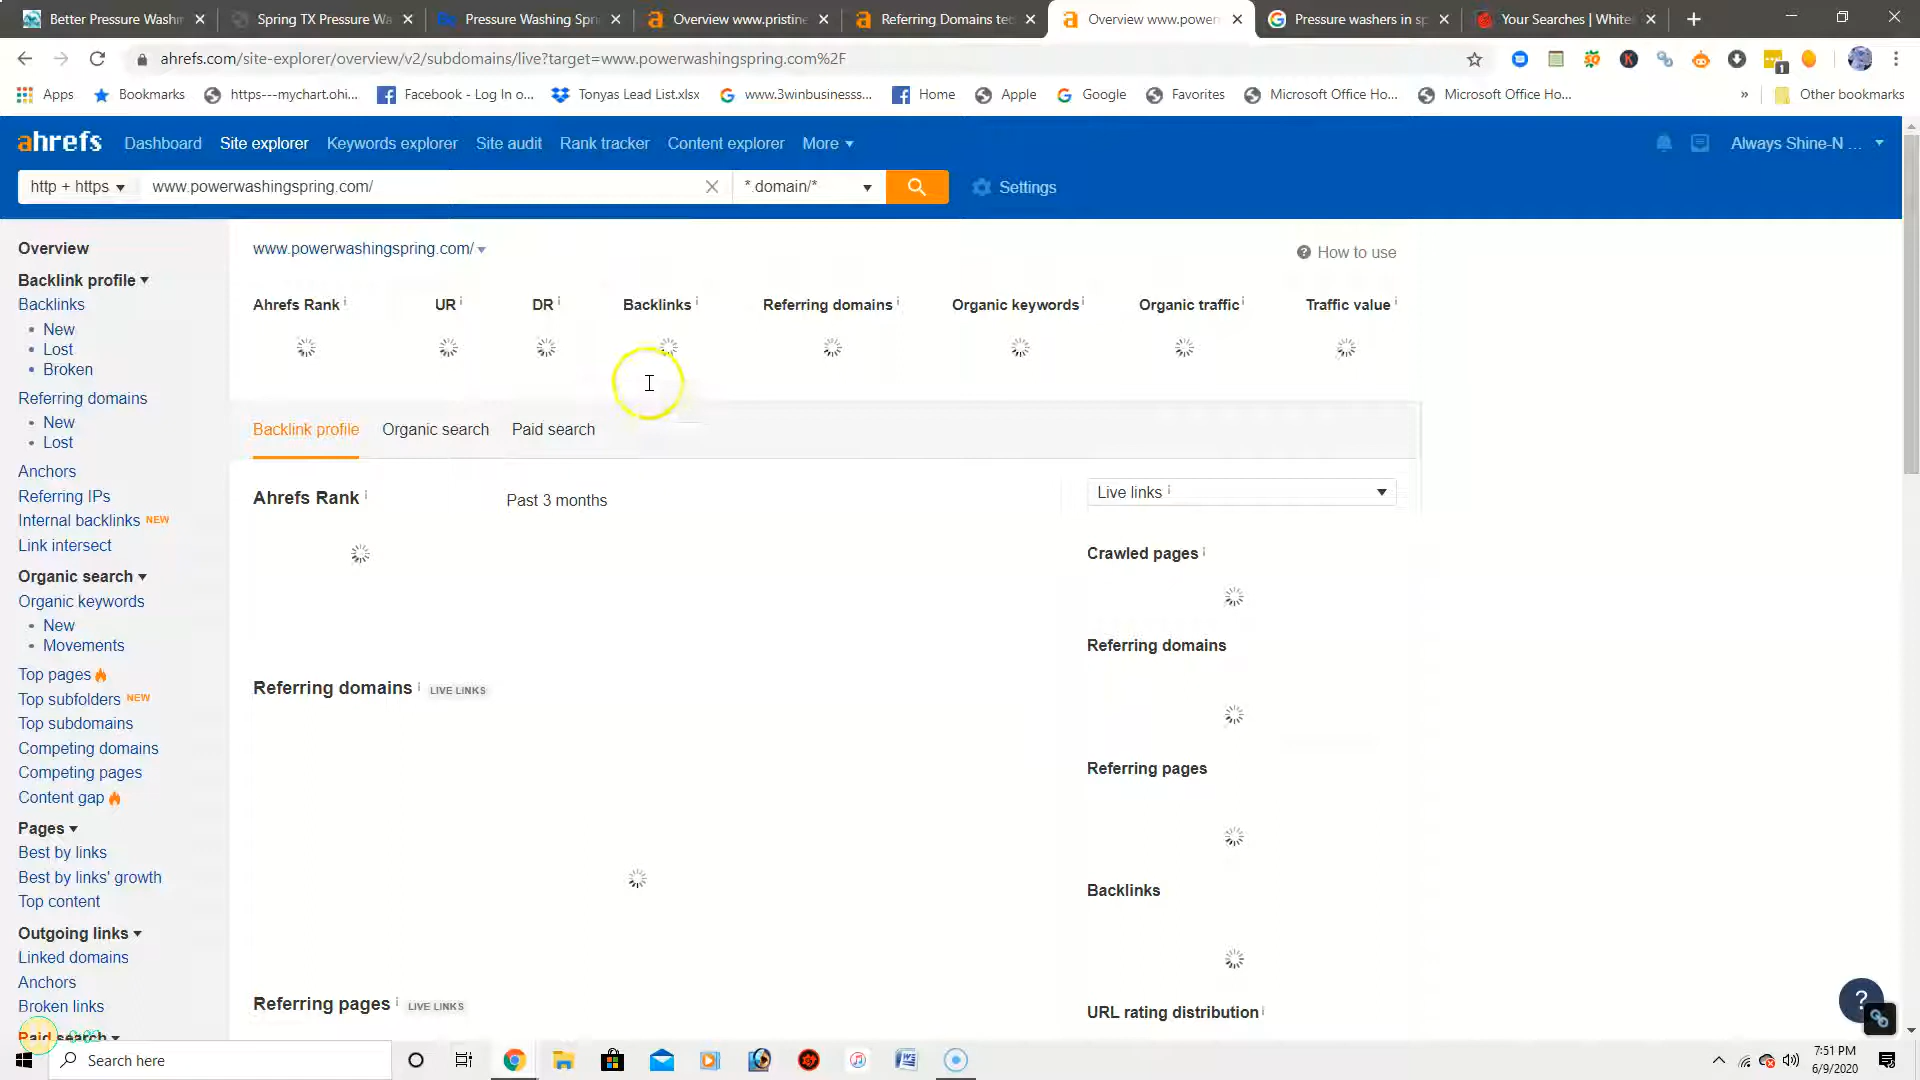 Better Pressure Washin
Spring TX Pressure Wa
Pressure Washing Spri
Overview www.pristine
Referring Domains tec
Overview www.power
Pressure washers in sp
Your Searches | White
ahrefs.com/site-explorer/overview/v2/subdomains/live?target=www.powerwashingspring.com%2F
Apps
Bookmarks
https---mychart.ohi...
Facebook - Log In o...
Tonyas Lead List.xlsx
www.3winbusinesss...
Home
Apple
Google
Favorites
Microsoft Office Ho...
Microsoft Office Ho...
»
Other bookmarks
ahrefs
Dashboard
Site explorer
Keywords explorer
Site audit
Rank tracker
Content explorer
More
Always Shine-N ...
http + https
www.powerwashingspring.com/
*.domain/*
Settings
Overview
Backlink profile
Backlinks
• New
• Lost
• Broken
Referring domains
• New
• Lost
Anchors
Referring IPs
Internal backlinks NEW
Link intersect
Organic search
Organic keywords
• New
• Movements
Top pages
Top subfolders NEW
Top subdomains
Competing domains
Competing pages
Content gap
Pages
Best by links
Best by links' growth
Top content
Outgoing links
Linked domains
Anchors
Broken links
Paid search
www.powerwashingspring.com/
How to use
Ahrefs Rank i
UR i
DR i
Backlinks i
Referring domains i
Organic keywords i
Organic traffic i
Traffic value i
Backlink profile
Organic search
Paid search
Ahrefs Rank i
Past 3 months
Live links i
Crawled pages i
Referring domains
Referring domains i LIVE LINKS
Referring pages
Backlinks
Referring pages i LIVE LINKS
URL rating distribution i
?
Search here
7:51 PM
6/9/2020